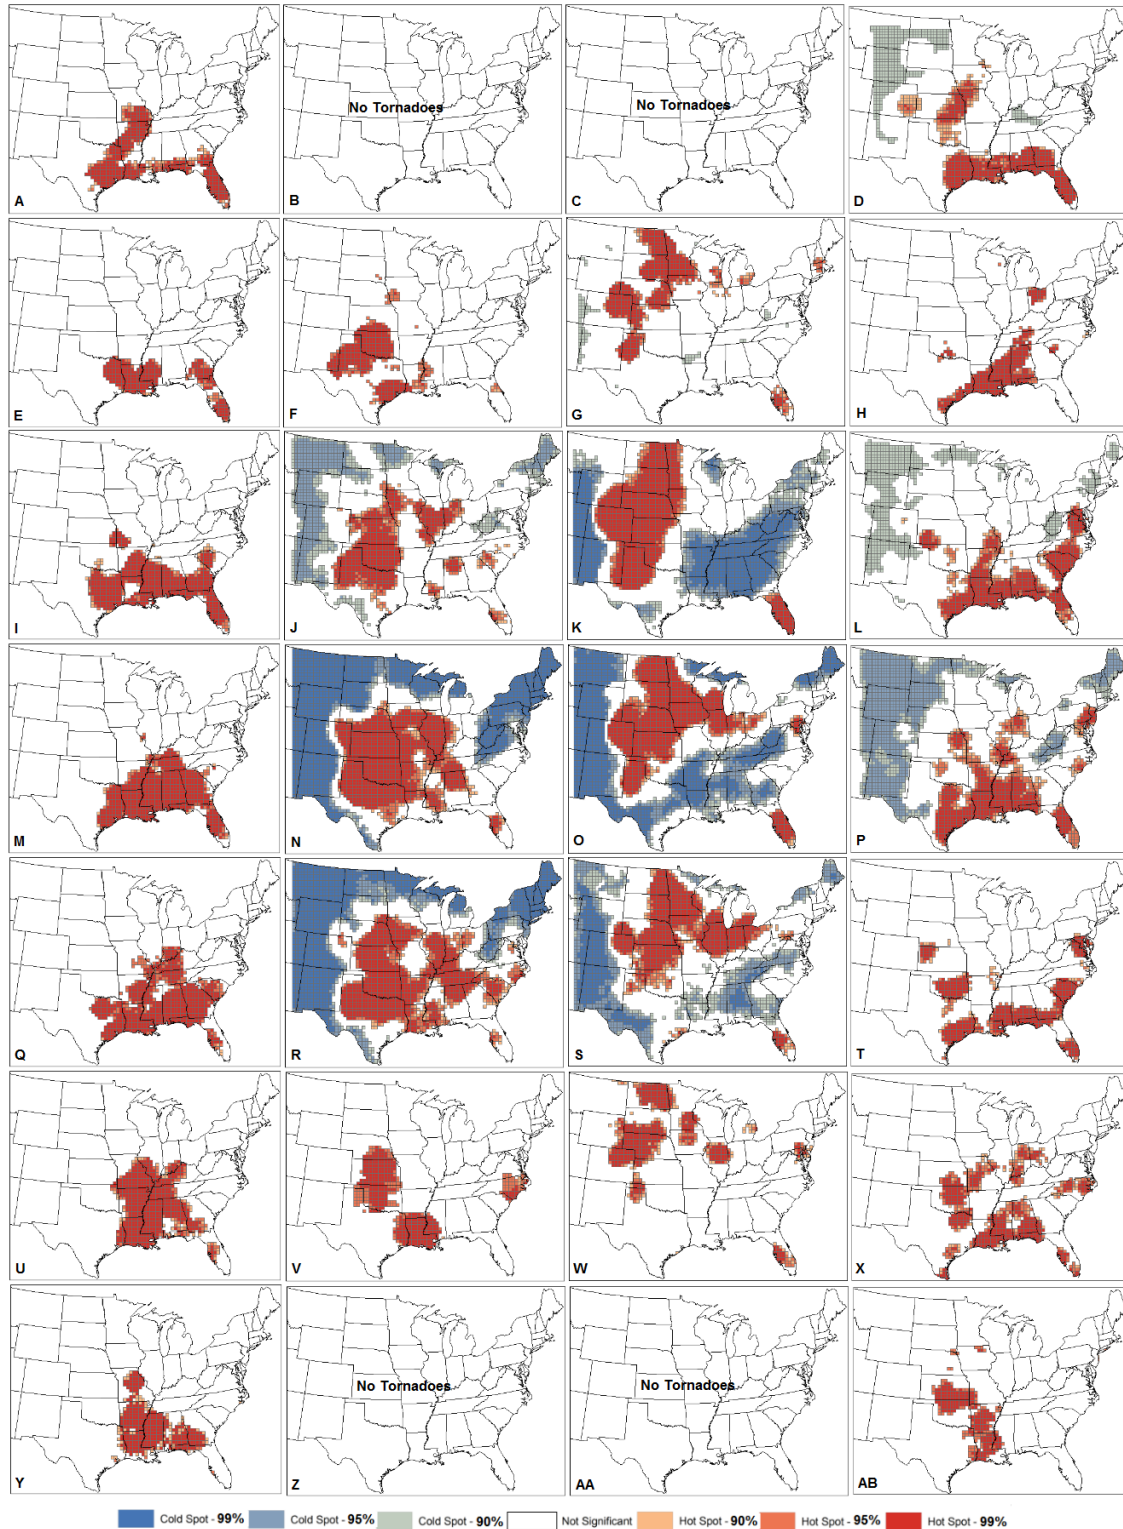 A
No Tornadoes
B
No Tornadoes
C
D
E
F
G
H
I
J
K
L
M
N
O
P
Q
R
S
T
U
V
W
X
Y
No Tornadoes
Z
No Tornadoes
AA
AB
Cold Spot - 99% Cold Spot - 95% Cold Spot - 90% Not Significant Hot Spot - 90% Hot Spot - 95% Hot Spot - 99%